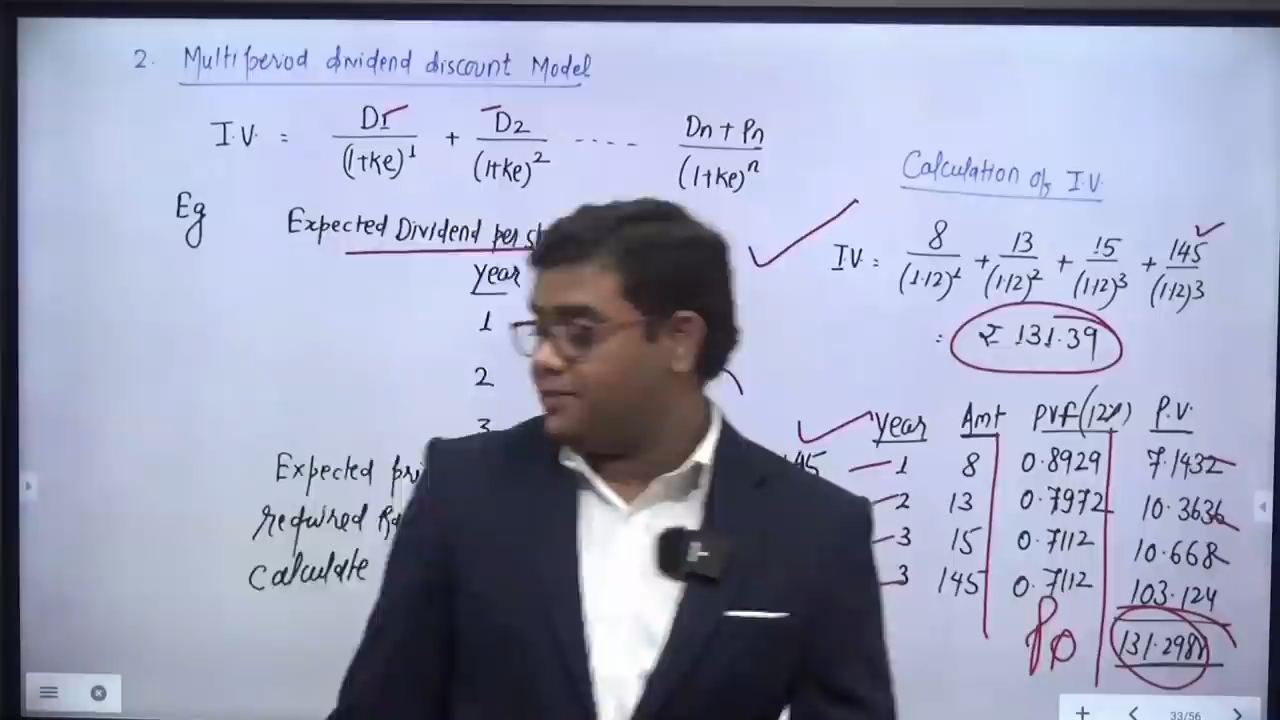 2. Multiperiod dividend discount Model
I.V. = D1/(1+ke)^1 + D2/(1+ke)^2 ---- Dn + Pn/(1+ke)^n
Eg
Expected Dividend per
year
1
2
3
Expected
145
required
Calculate
Calculation of I.V.
I.V. = 8/(1.12)^1 + 13/(1.12)^2 + 15/(1.12)^3 + 145/(1.12)^3
= ₹ 131.39
year Amt PVf (12%) P.V.
1 8 0.8929 7.1432
2 13 0.7972 10.3636
3 15 0.7112 10.668
3 145 0.7112 103.124
P0 131.298
33/56